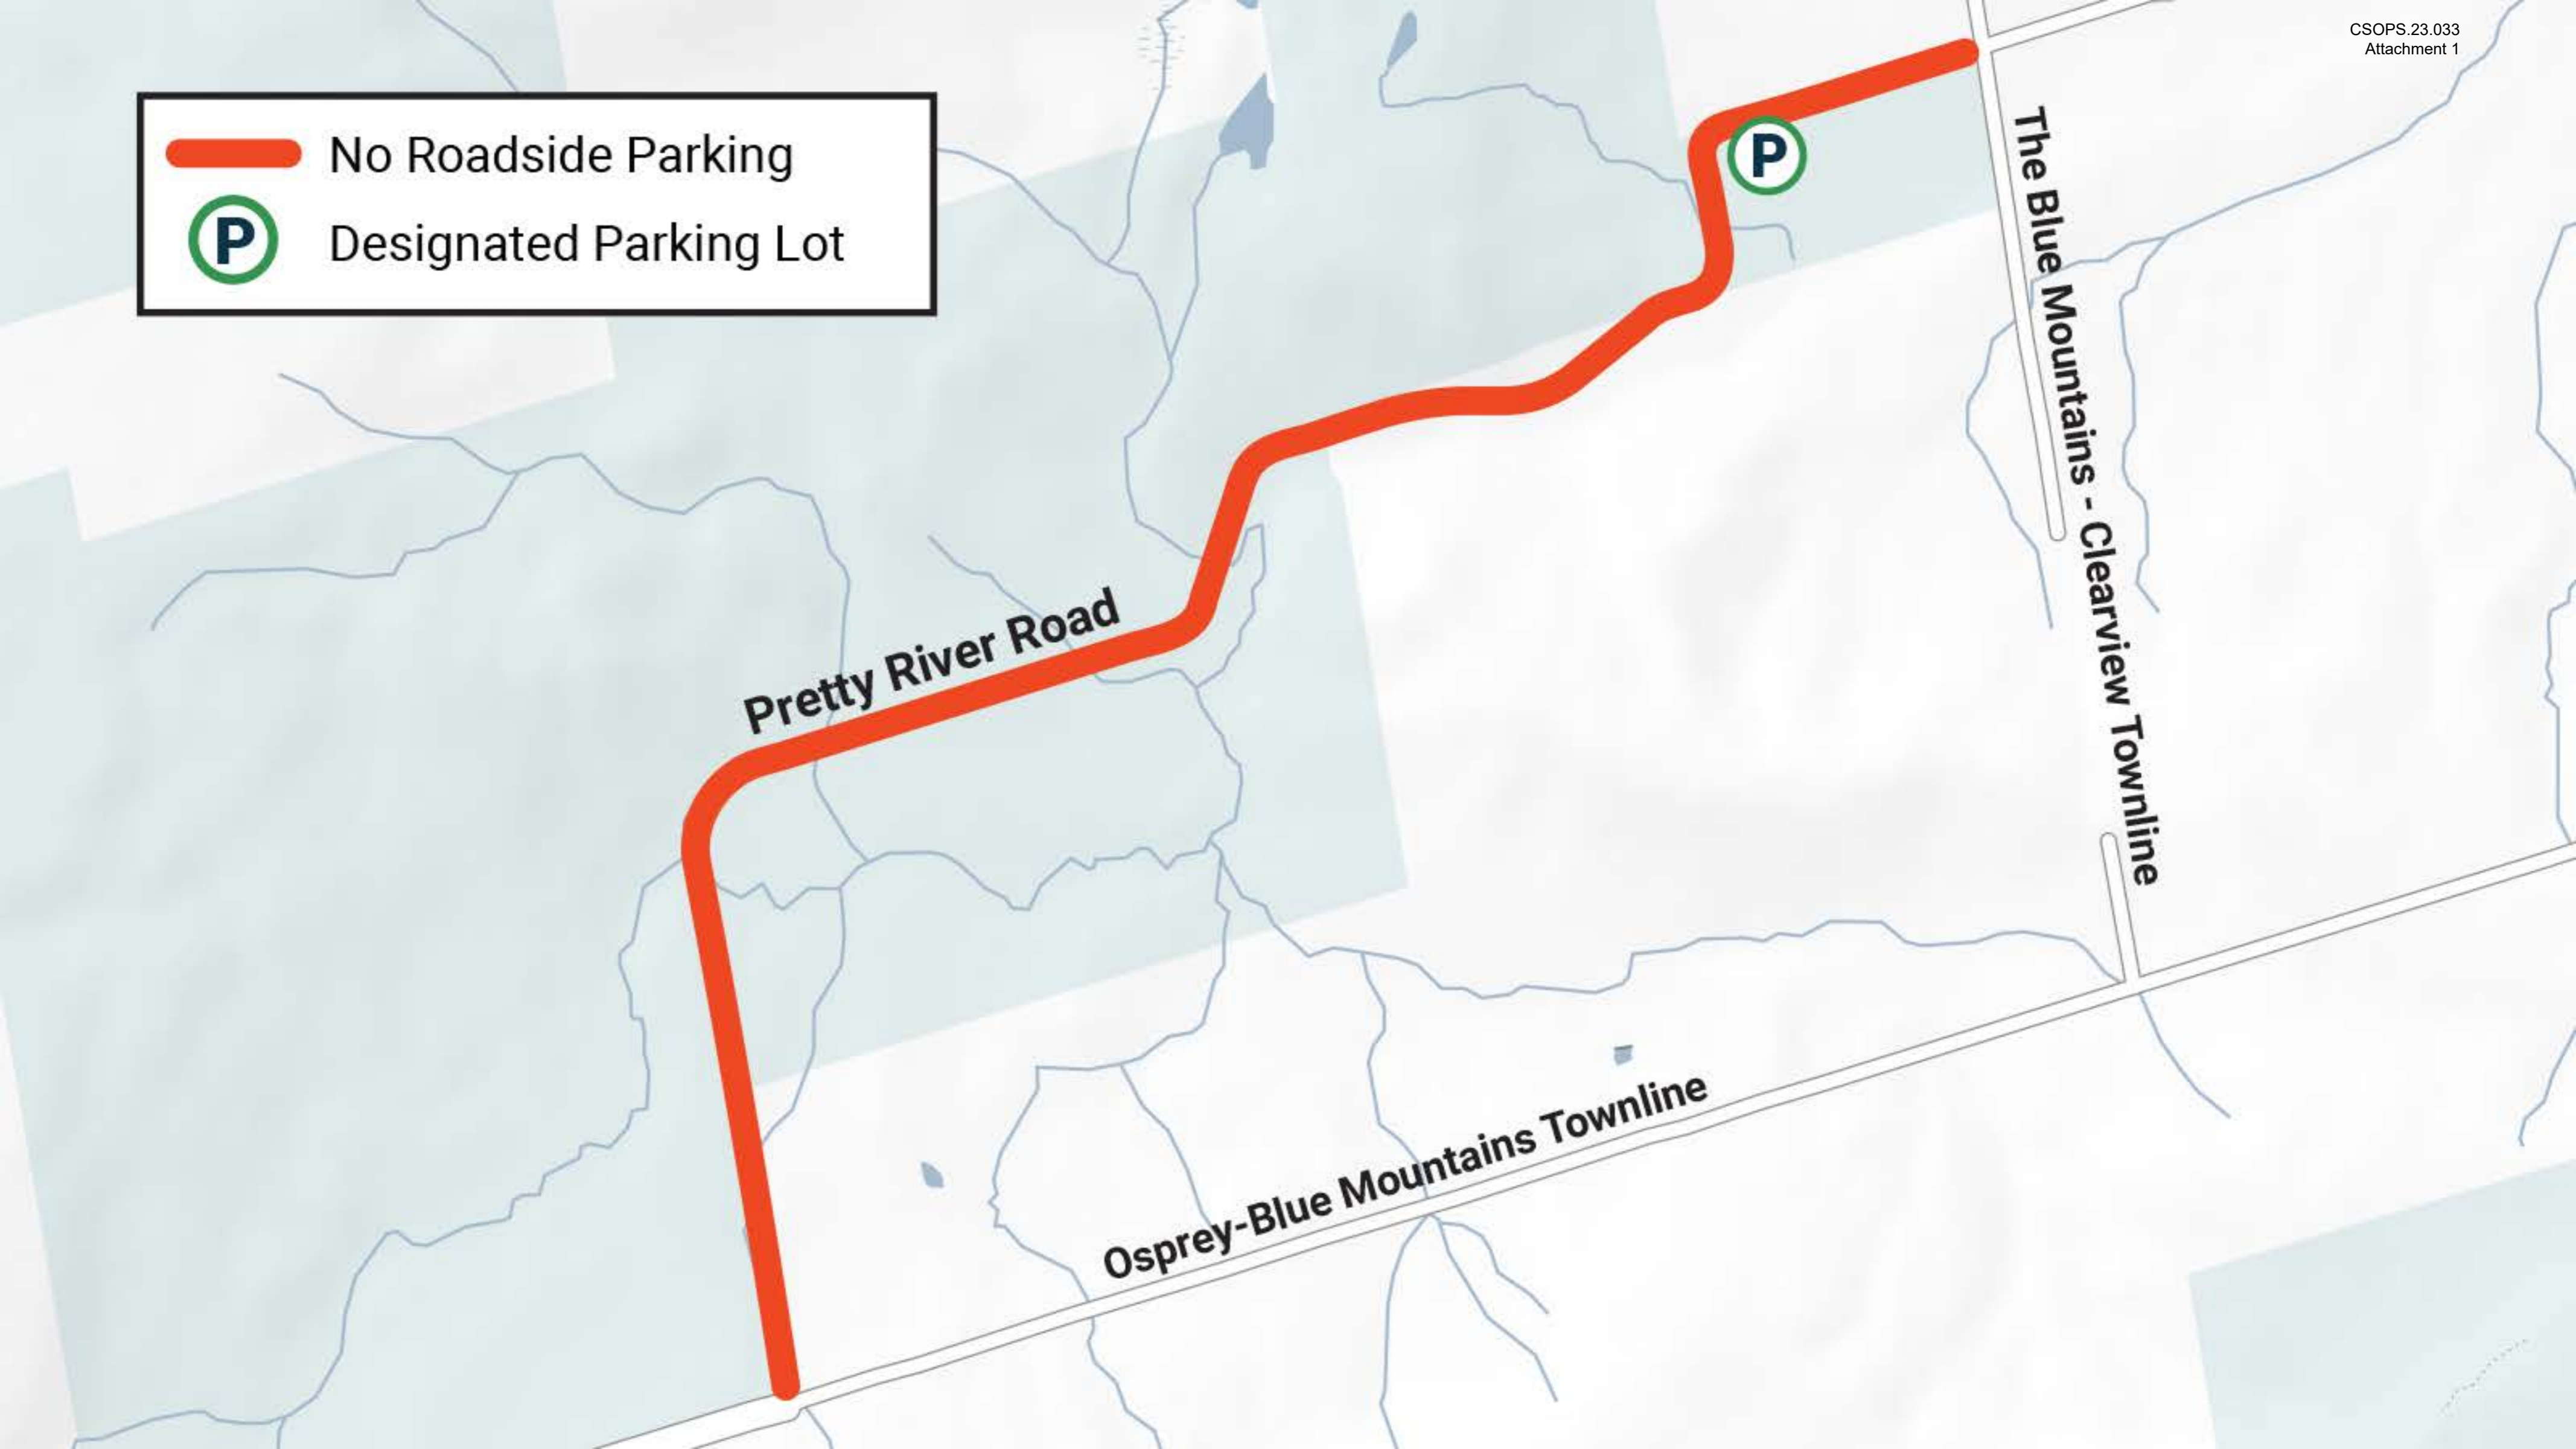 CSOPS.23.033
Attachment 1
No Roadside Parking
P
Designated Parking Lot
P
The Blue Mountains - Clearview Townline
Pretty River Road
Osprey-Blue Mountains Townline